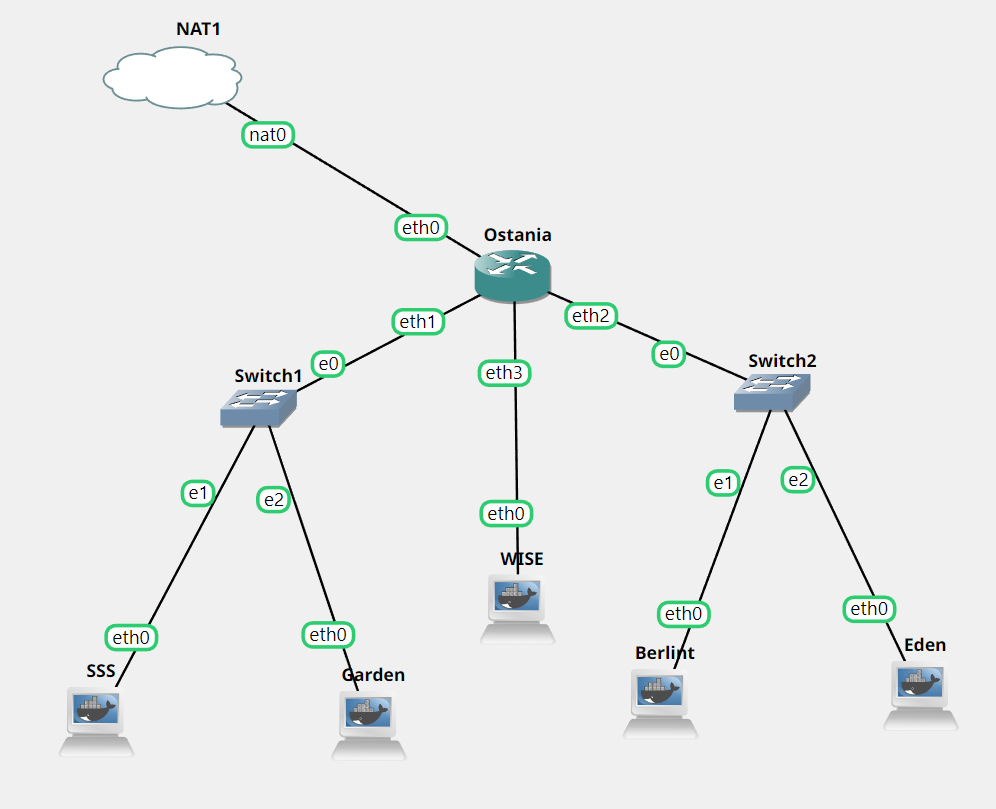 NAT1
nat0
eth0
Ostania
eth1
eth2
e0
e0
Switch1
Switch2
eth3
e1
e2
e1
e2
eth0
WISE
eth0
eth0
eth0
eth0
SSS
Garden
Berlint
Eden